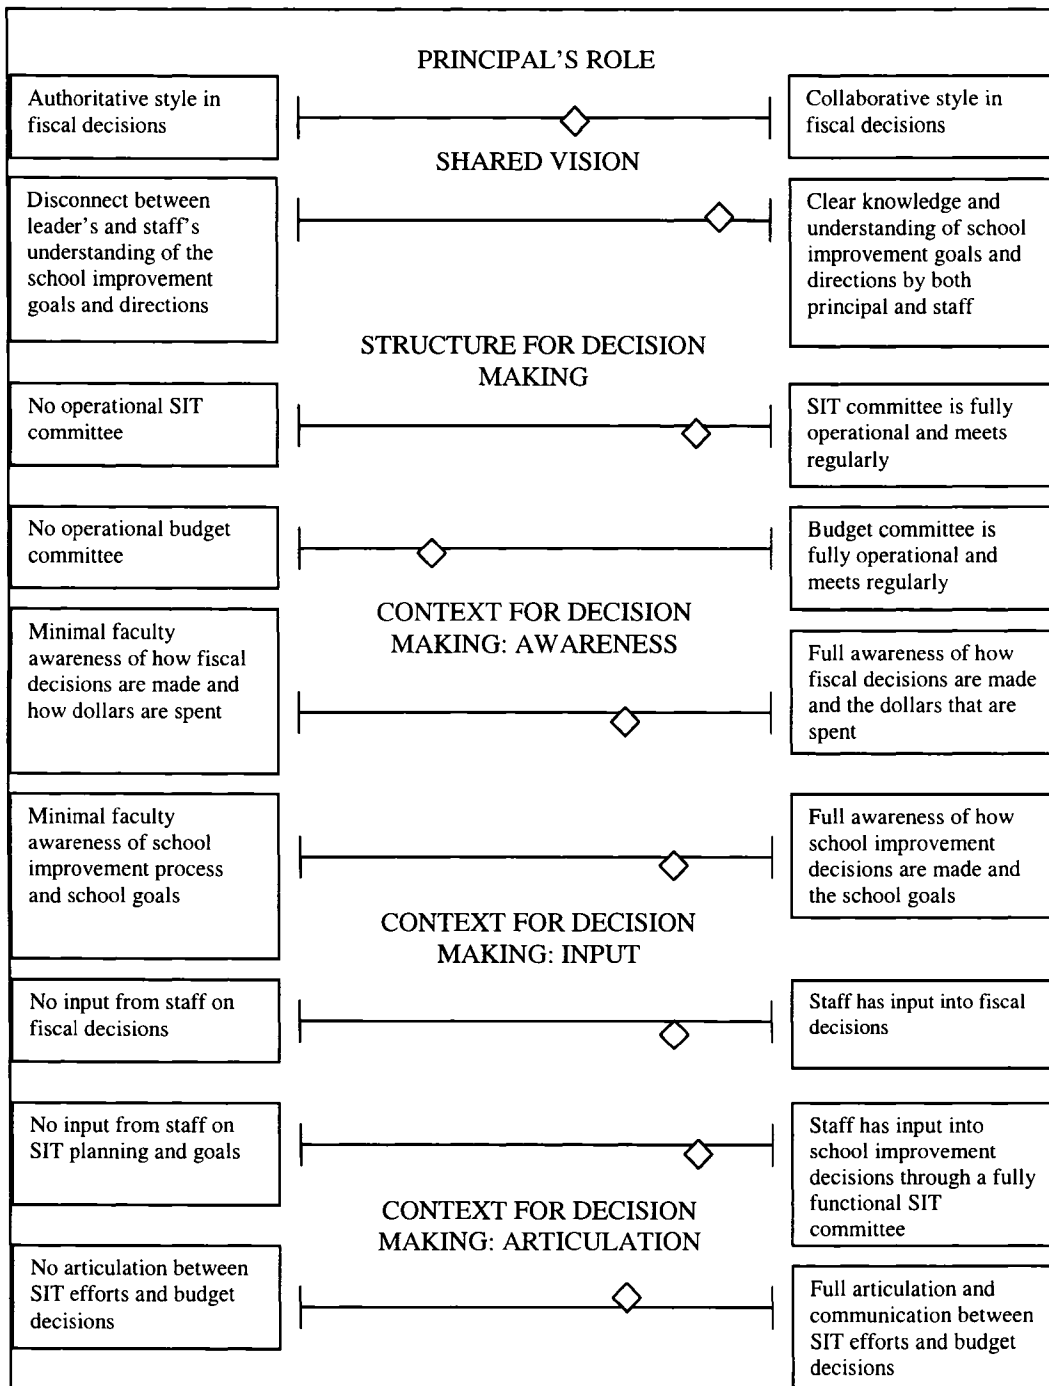 PRINCIPAL'S ROLE
Authoritative style in
fiscal decisions
Collaborative style in
fiscal decisions
SHARED VISION
Disconnect between
leader's and staff's
understanding of the
school improvement
goals and directions
Clear knowledge and
understanding of school
improvement goals and
directions by both
principal and staff
STRUCTURE FOR DECISION
MAKING
No operational SIT
committee
SIT committee is fully
operational and meets
regularly
No operational budget
committee
Budget committee is
fully operational and
meets regularly
CONTEXT FOR DECISION
MAKING: AWARENESS
Minimal faculty
awareness of how fiscal
decisions are made and
how dollars are spent
Full awareness of how
fiscal decisions are made
and the dollars that are
spent
Minimal faculty
awareness of school
improvement process
and school goals
Full awareness of how
school improvement
decisions are made and
the school goals
CONTEXT FOR DECISION
MAKING: INPUT
No input from staff on
fiscal decisions
Staff has input into fiscal
decisions
No input from staff on
SIT planning and goals
Staff has input into
school improvement
decisions through a fully
functional SIT
committee
CONTEXT FOR DECISION
MAKING: ARTICULATION
No articulation between
SIT efforts and budget
decisions
Full articulation and
communication between
SIT efforts and budget
decisions